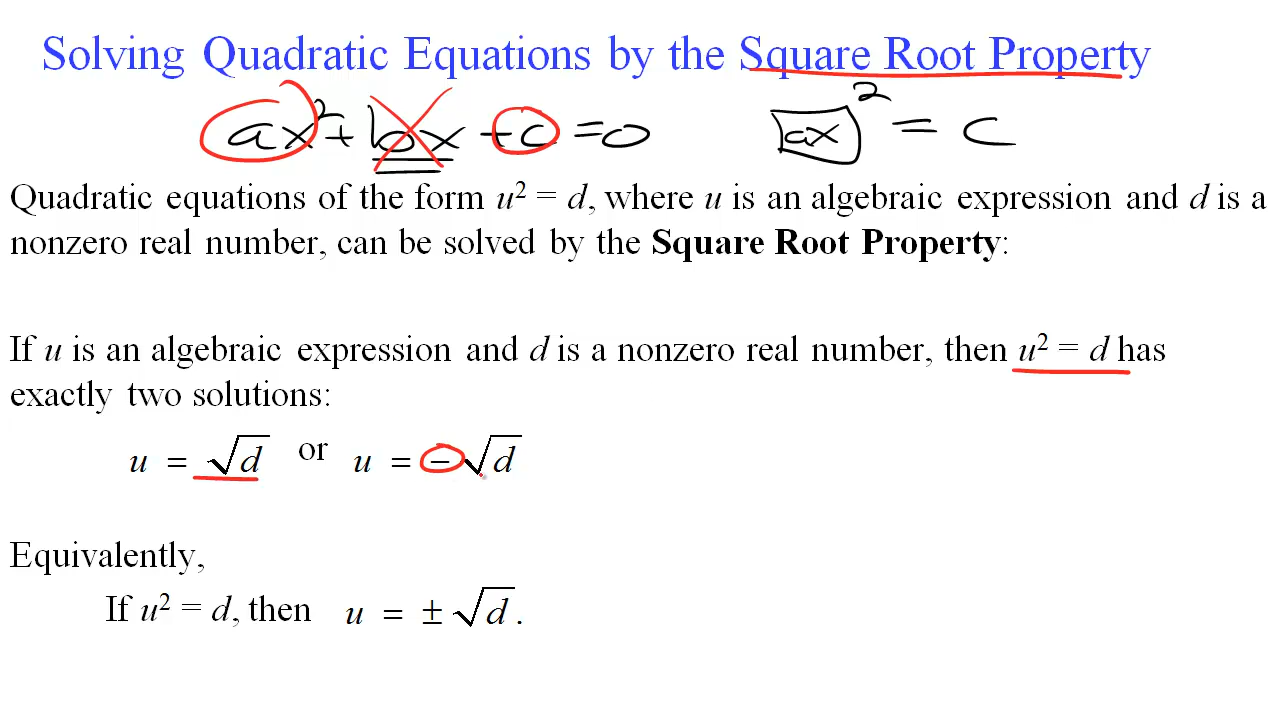 Solving Quadratic Equations by the Square Root Property
ax² + bx + c = 0
ax² = c
Quadratic equations of the form u² = d, where u is an algebraic expression and d is a
nonzero real number, can be solved by the Square Root Property:
If u is an algebraic expression and d is a nonzero real number, then u² = d has
exactly two solutions:
u = √d or u = −√d
Equivalently,
If u² = d, then u = ± √d.